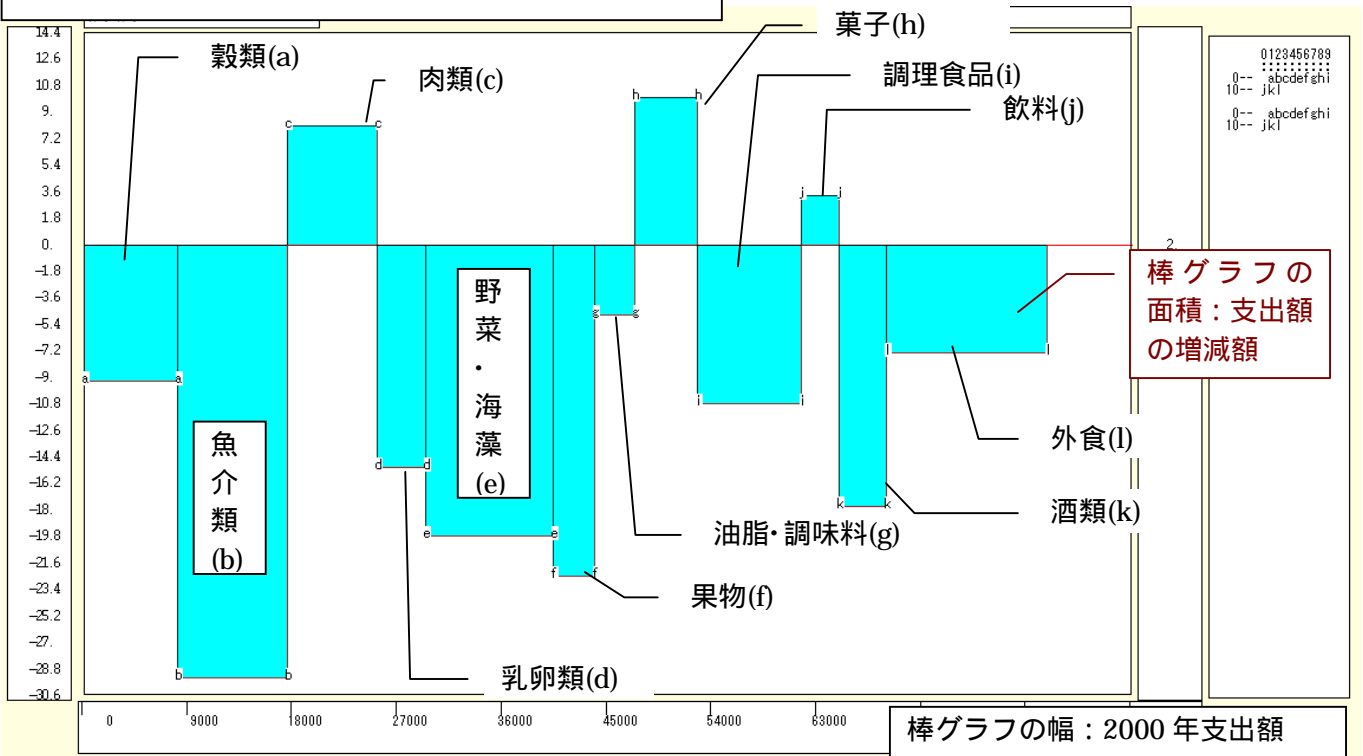 菓子(h)
穀類(a)
肉類(c)
調理食品(i)
飲料(j)
14.4
12.6
10.8
9.
7.2
5.4
3.6
1.8
0.
-1.8
-3.6
-5.4
-7.2
-9.
-10.8
-12.6
-14.4
-16.2
-18.
-19.8
-21.6
-23.4
-25.2
-27.
-28.8
-30.6
a a
b b
c c
d d
e e
f f
g g
h h
i i
j j
k k
l l
野菜・海藻(e)
魚介類(b)
油脂・調味料(g)
果物(f)
乳卵類(d)
外食(l)
酒類(k)
2.
棒グラフの
面積：支出額
の増減額
0123456789
::::::::::
0-- abcdefghi
10-- jkl
0-- abcdefghi
10-- jkl
0 9000 18000 27000 36000 45000 54000 63000
棒グラフの幅：2000年支出額